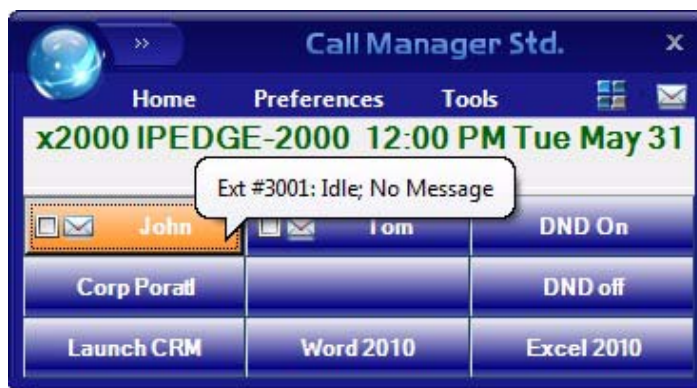 >>
Call Manager Std.
x
Home Preferences Tools
x2000 IPEDGE-2000 12:00 PM Tue May 31
Ext #3001: Idle; No Message
John Tom DND On
Corp Poratl DND off
Launch CRM Word 2010 Excel 2010